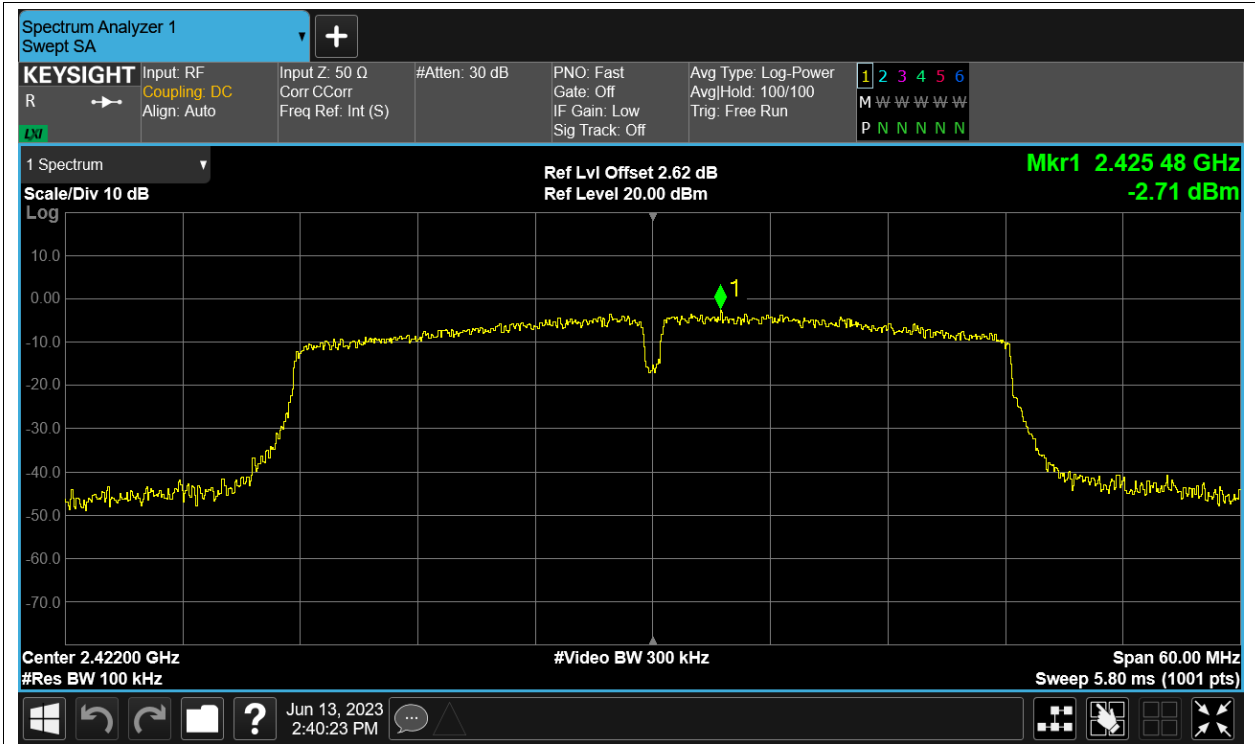 Spectrum Analyzer 1
Swept SA
+
KEYSIGHT
R
LXI
Input: RF
Coupling: DC
Align: Auto
Input Z: 50 Ω
Corr CCorr
Freq Ref: Int (S)
#Atten: 30 dB
PNO: Fast
Gate: Off
IF Gain: Low
Sig Track: Off
Avg Type: Log-Power
Avg|Hold: 100/100
Trig: Free Run
1 2 3 4 5 6
M W W W W W
P N N N N N
1 Spectrum
Scale/Div 10 dB
Ref Lvl Offset 2.62 dB
Ref Level 20.00 dBm
Mkr1 2.425 48 GHz
-2.71 dBm
Log
10.0
0.00
-10.0
-20.0
-30.0
-40.0
-50.0
-60.0
-70.0
1
Center 2.42200 GHz
#Res BW 100 kHz
#Video BW 300 kHz
Span 60.00 MHz
Sweep 5.80 ms (1001 pts)
?
Jun 13, 2023
2:40:23 PM